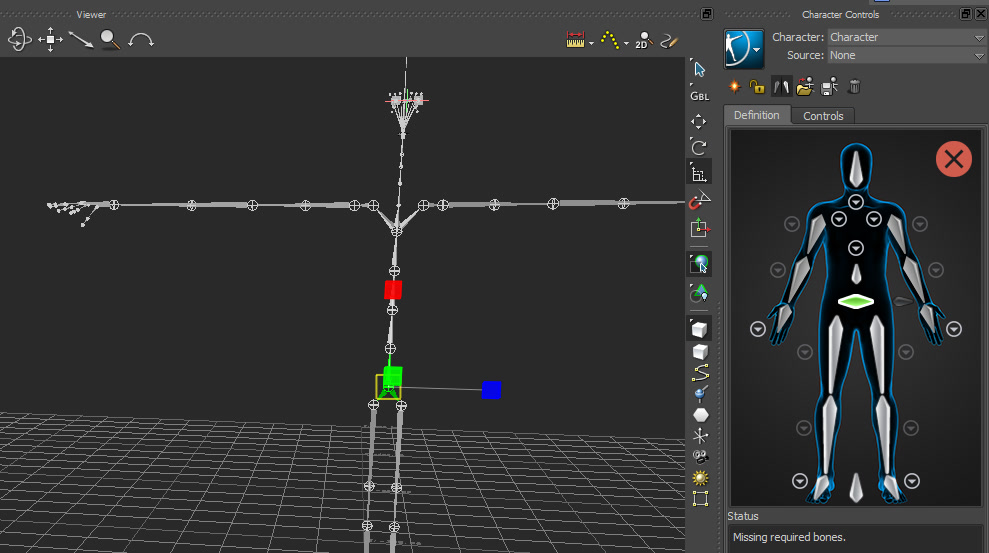 Viewer
Character Controls
Character: Character
Source: None
2D
GBL
Definition
Controls
Status
Missing required bones.